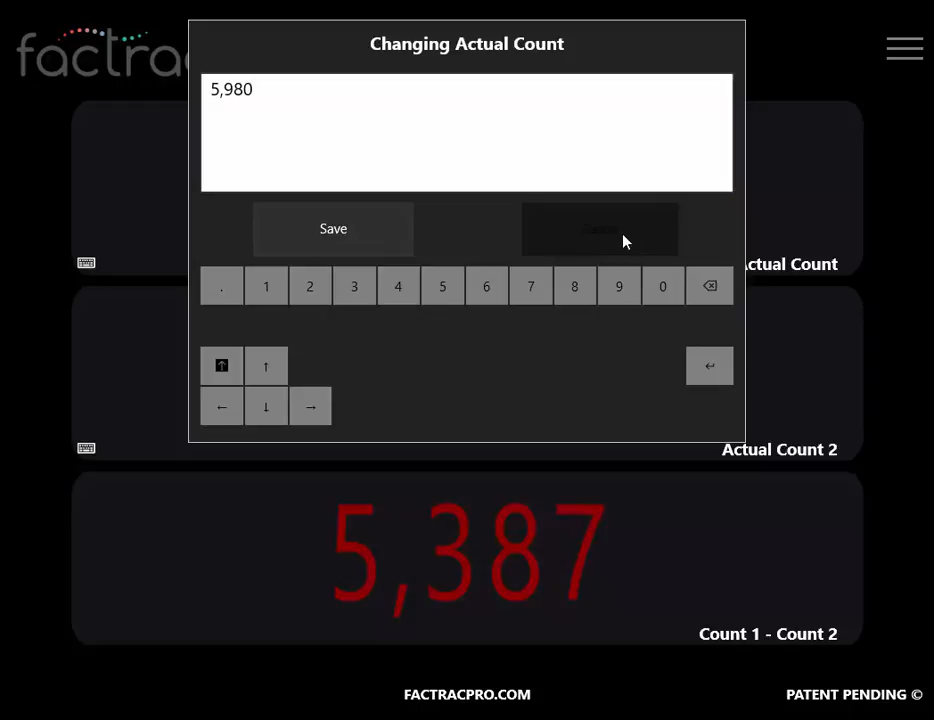 factrac
Changing Actual Count
5,980
Save
. 1 2 3 4 5 6 7 8 9 0 ⌫
↑ ↑ ↵
← ↓ →
ctual Count
Actual Count 2
5,387
Count 1 - Count 2
FACTRACPRO.COM
PATENT PENDING ©